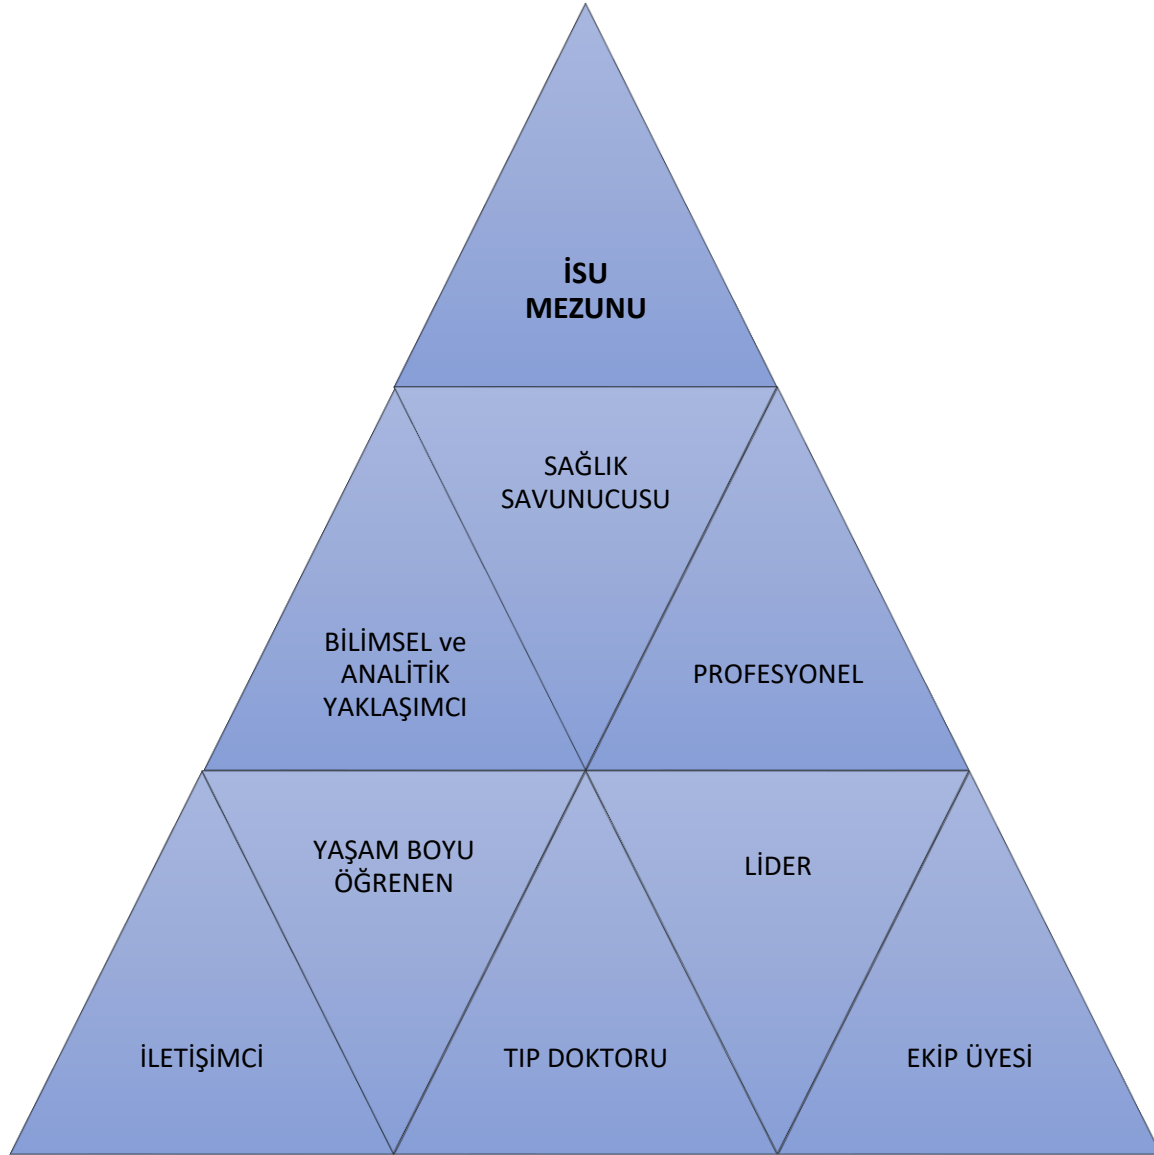 İSU
MEZUNU
SAĞLIK
SAVUNUCUSU
BİLİMSEL ve
ANALİTİK
YAKLAŞIMCI
PROFESYONEL
YAŞAM BOYU
ÖĞRENEN
LİDER
İLETİŞİMCİ
TIP DOKTORU
EKİP ÜYESİ